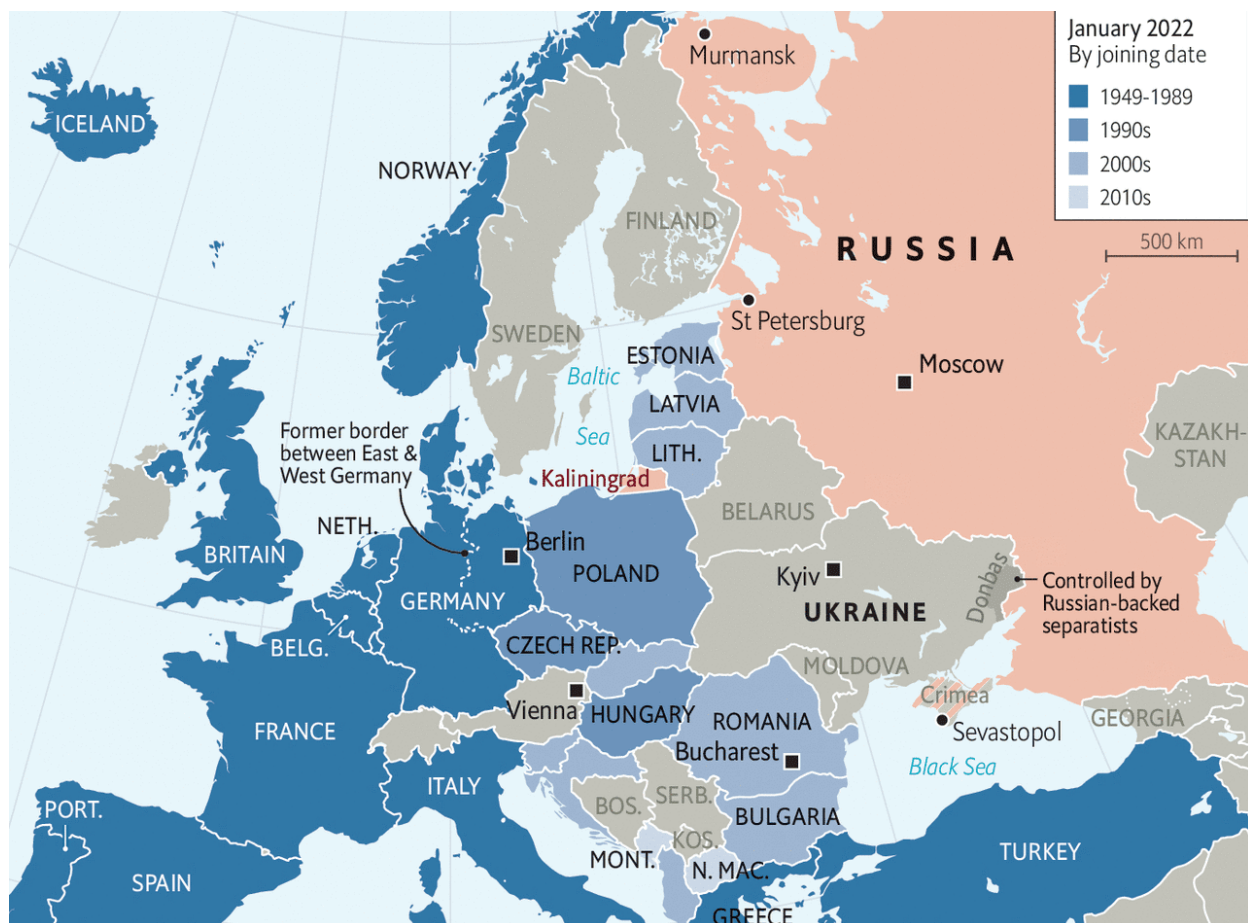 January 2022
By joining date
1949-1989
1990s
2000s
2010s
500 km
Murmansk
ICELAND
NORWAY
FINLAND
RUSSIA
SWEDEN
St Petersburg
ESTONIA
Baltic
Sea
Moscow
LATVIA
KAZAKH-
STAN
Former border
between East &
West Germany
LITH.
Kaliningrad
BELARUS
NETH.
BRITAIN
Berlin
POLAND
Kyiv
Donbas
Controlled by
Russian-backed
separatists
GERMANY
UKRAINE
BELG.
CZECH REP.
MOLDOVA
Crimea
Vienna
HUNGARY
ROMANIA
GEORGIA
FRANCE
Sevastopol
Bucharest
Black Sea
ITALY
PORT.
BOS.
SERB.
BULGARIA
KOS.
MONT.
N. MAC.
TURKEY
SPAIN
GREECE